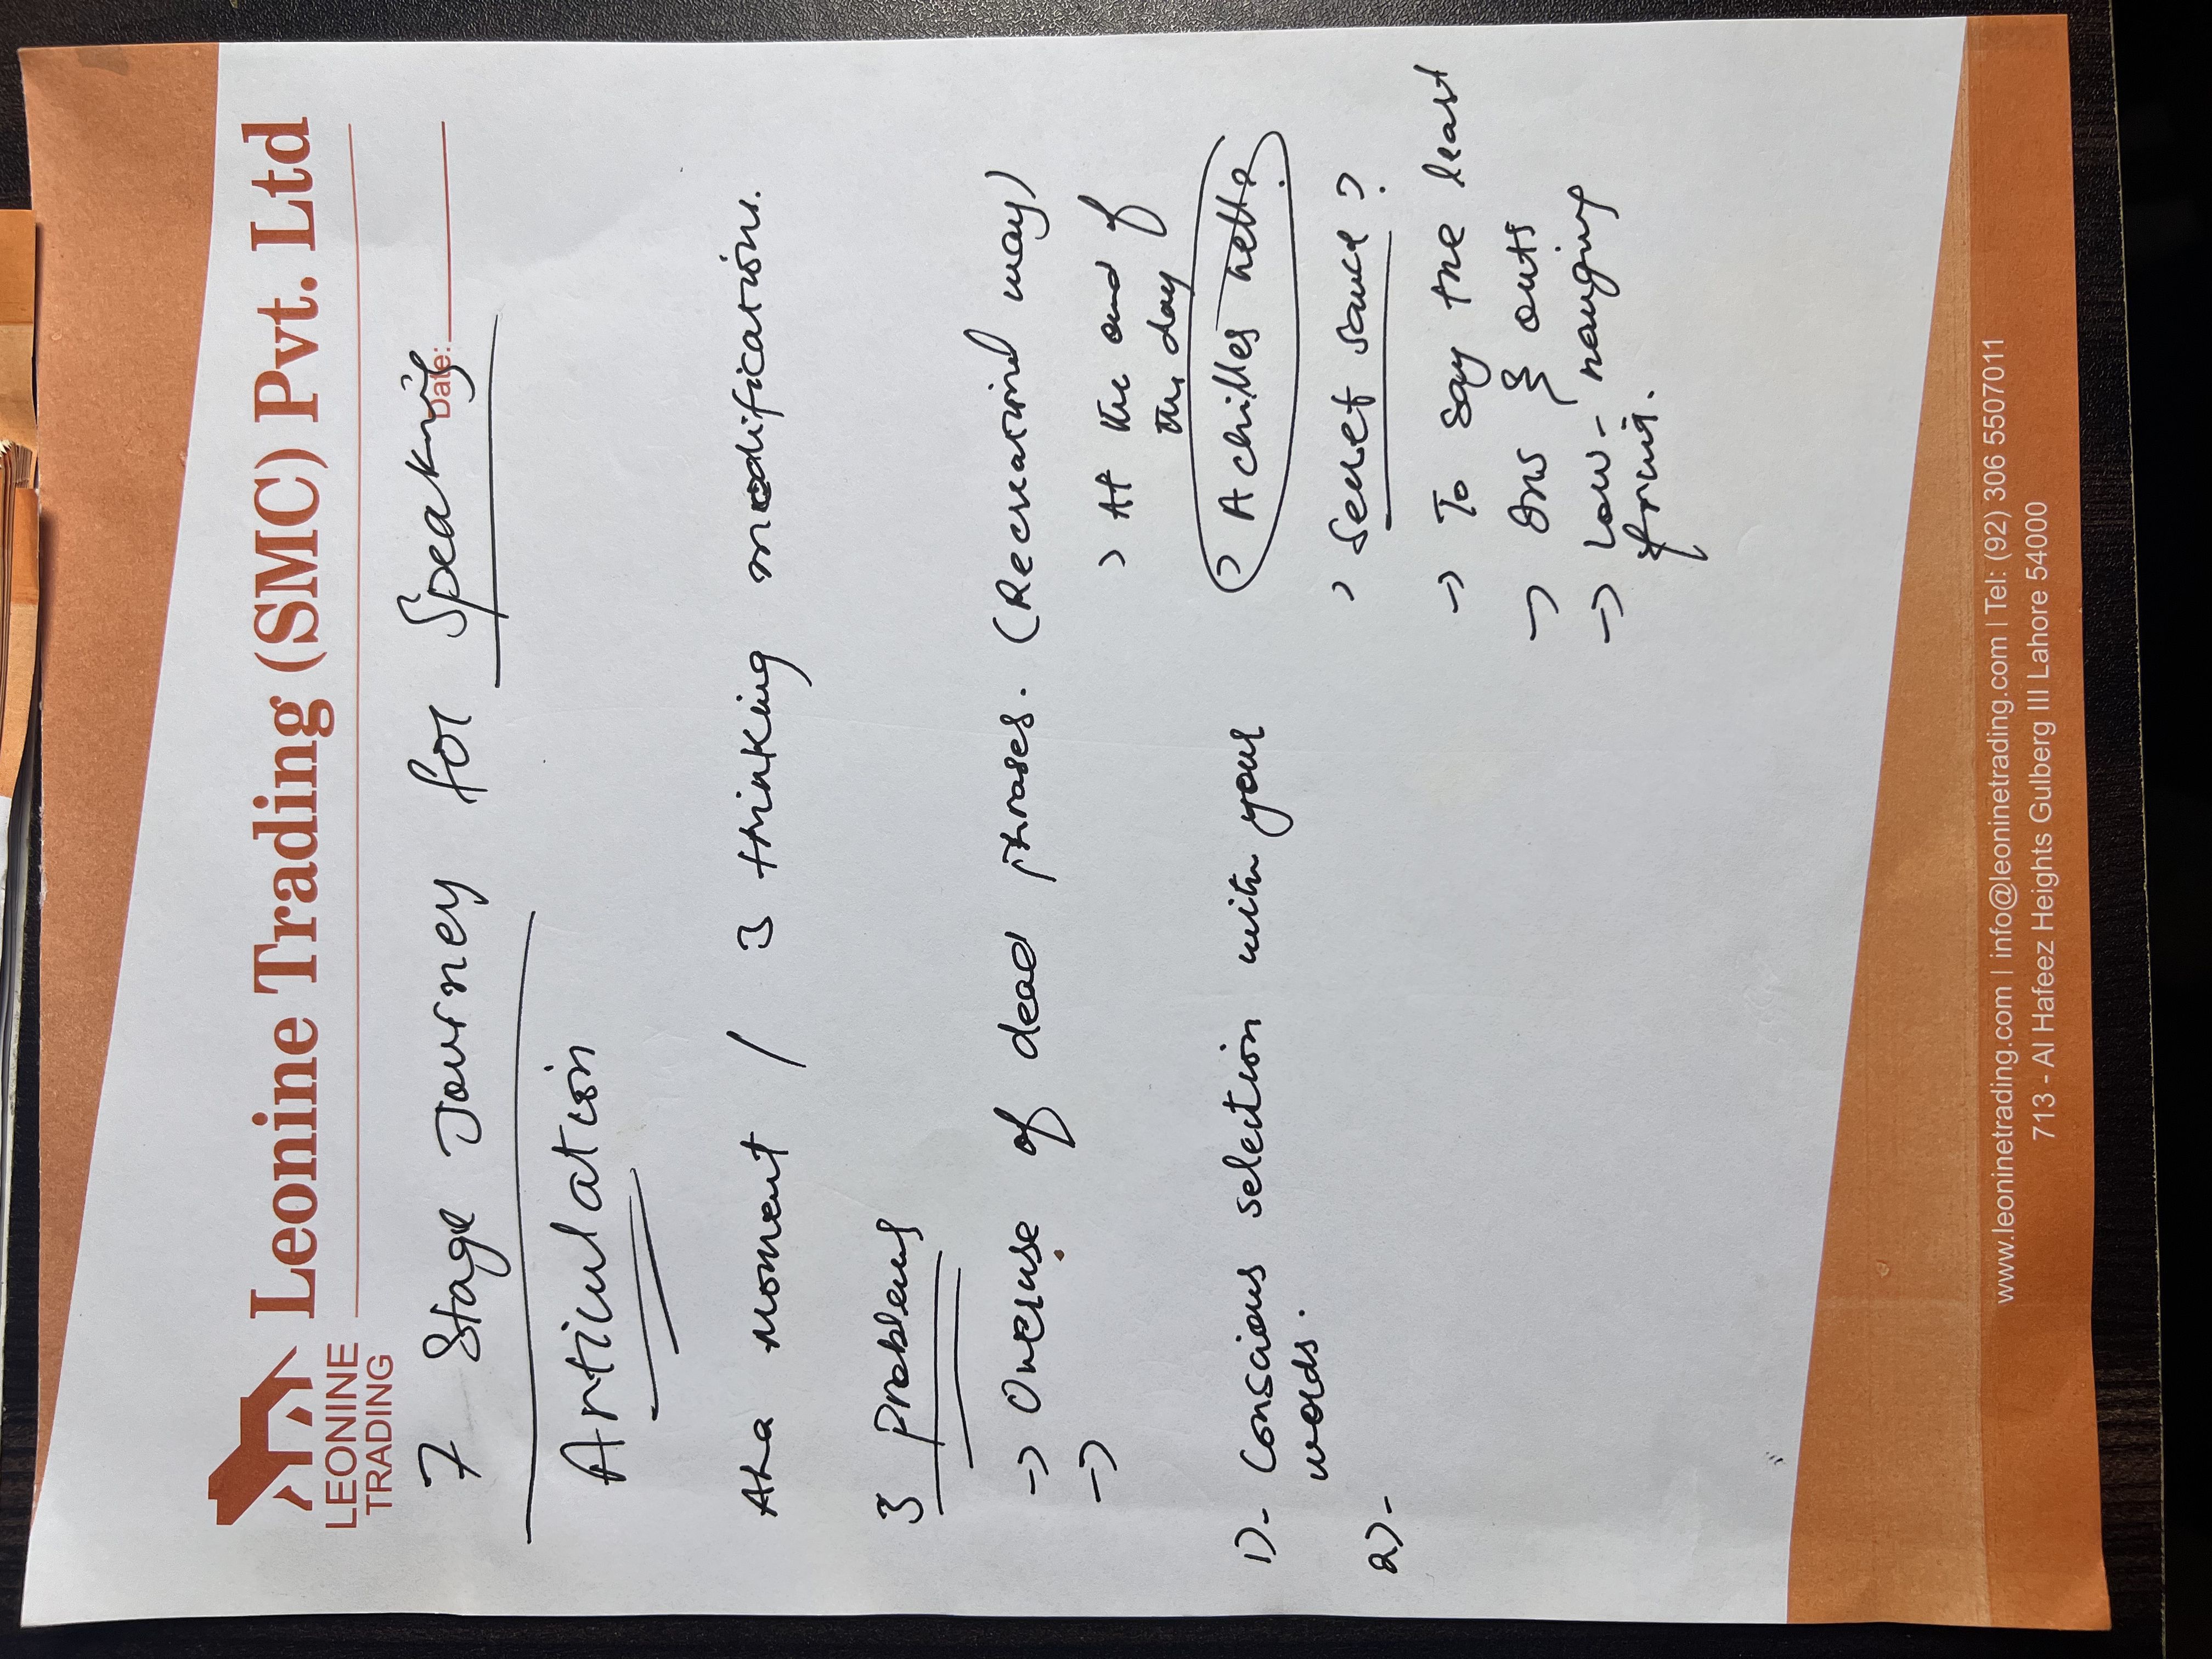 LEONINE
TRADING
Leonine Trading (SMC) Pvt. Ltd
Date:
7 Stage Journey for Speaking
Articulation
Aha Moment / 3 thinking modifications.
3 Problems
→ Overuse of dead phrases. (Recreational way)
→
> At the end of
the day
> Achilles
> Secret sauce?
→ To say the least
→ Ins & outs
→ Low-hanging
fruit.
1)- Conscious selection with your
words.
2)-
www.leoninetrading.com | info@leoninetrading.com | Tel: (92) 306 5507011
713 - Al Hafeez Heights Gulberg III Lahore 54000